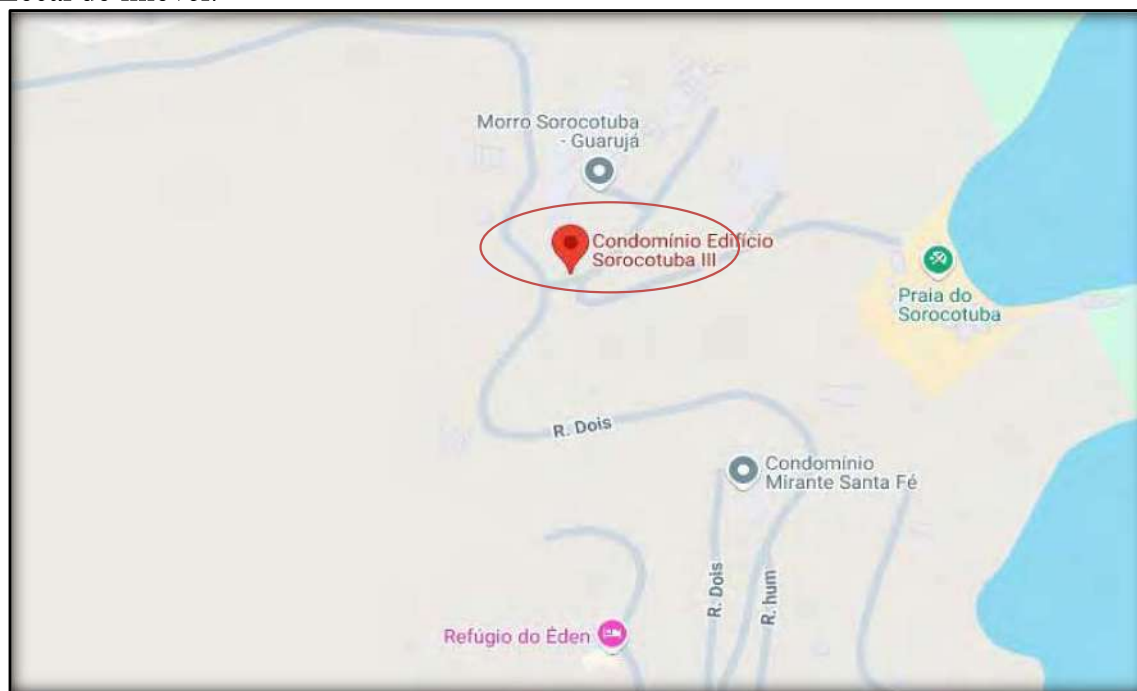 Morro Sorocotuba
- Guarujá
Condomínio Edifício
Sorocotuba III
Praia do
Sorocotuba
R. Dois
Condomínio
Mirante Santa Fé
R. Dois
R. hum
Refúgio do Éden